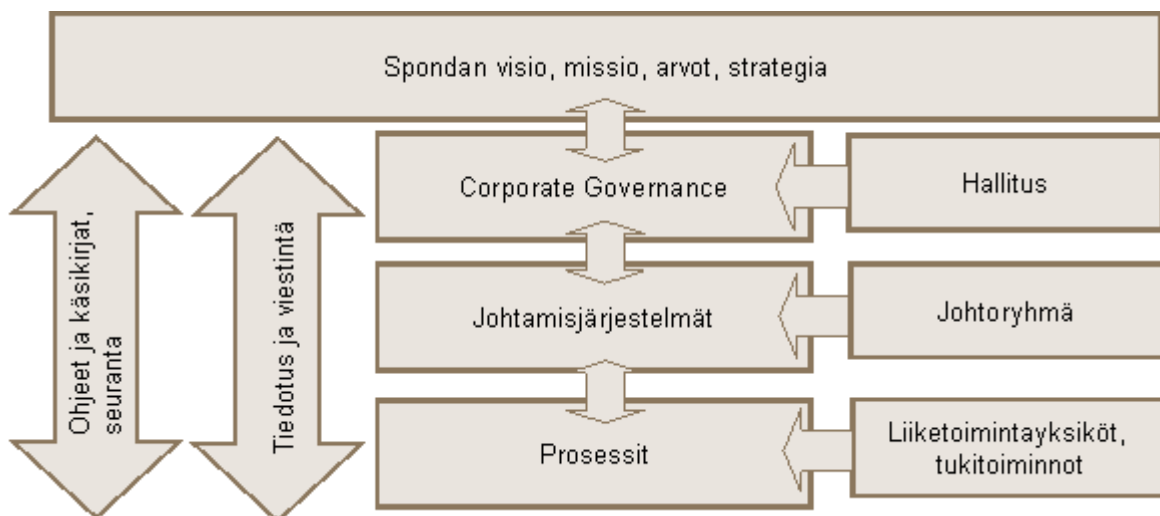 Spondan visio, missio, arvot, strategia
Ohjeet ja käsikirjat,
seuranta
Tiedotus ja viestintä
Corporate Governance
Hallitus
Johtamisjärjestelmät
Johtoryhmä
Prosessit
Liiketoimintayksiköt,
tukitoiminnot